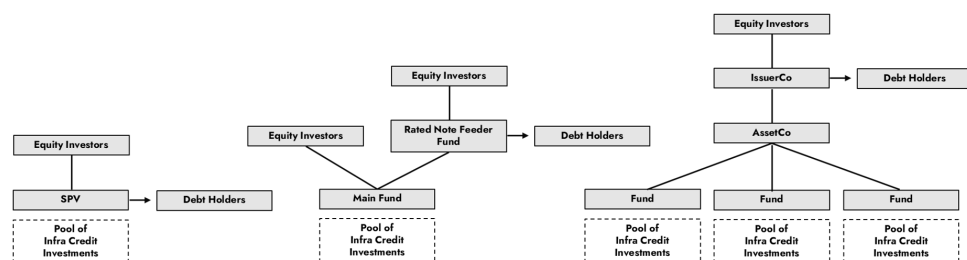 Equity Investors
SPV
Debt Holders
Pool of
Infra Credit
Investments
Equity Investors
Equity Investors
Rated Note Feeder
Fund
Debt Holders
Main Fund
Pool of
Infra Credit
Investments
Equity Investors
IssuerCo
Debt Holders
AssetCo
Fund
Fund
Fund
Pool of
Infra Credit
Investments
Pool of
Infra Credit
Investments
Pool of
Infra Credit
Investments